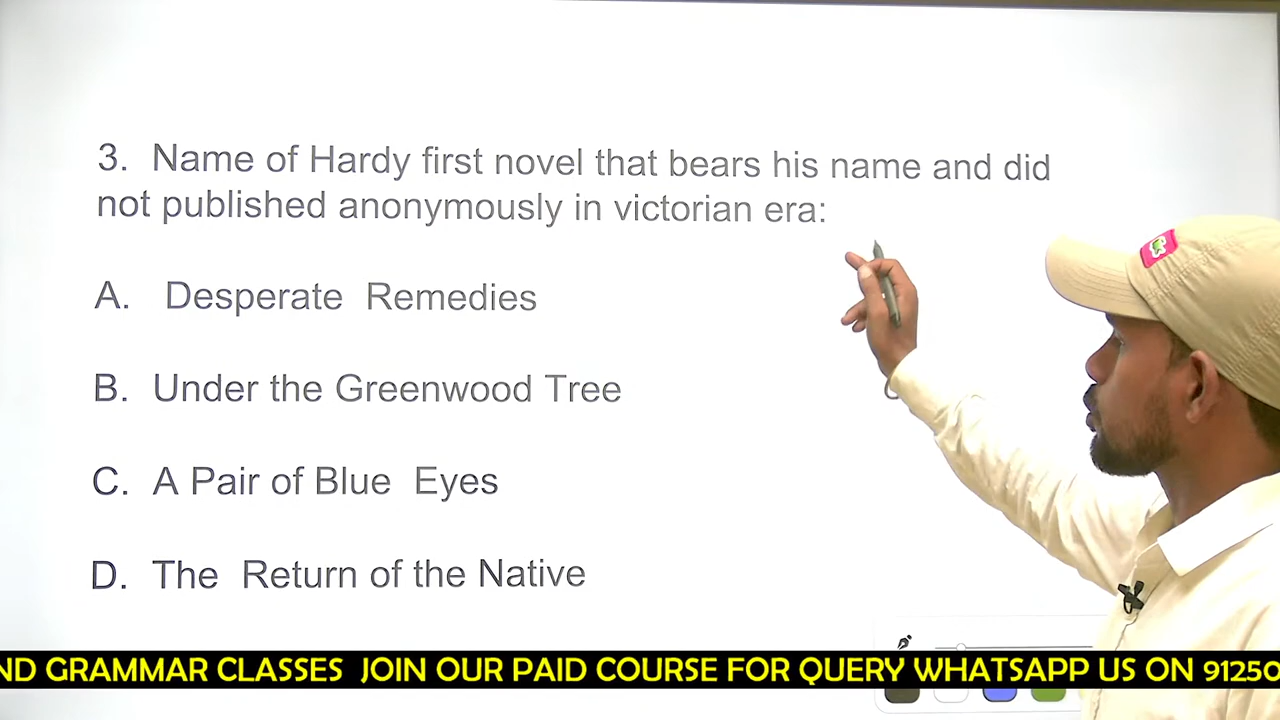 3. Name of Hardy first novel that bears his name and did
not published anonymously in victorian era:
A. Desperate Remedies
B. Under the Greenwood Tree
C. A Pair of Blue Eyes
D. The Return of the Native
ND GRAMMAR CLASSES JOIN OUR PAID COURSE FOR QUERY WHATSAPP US ON 91250